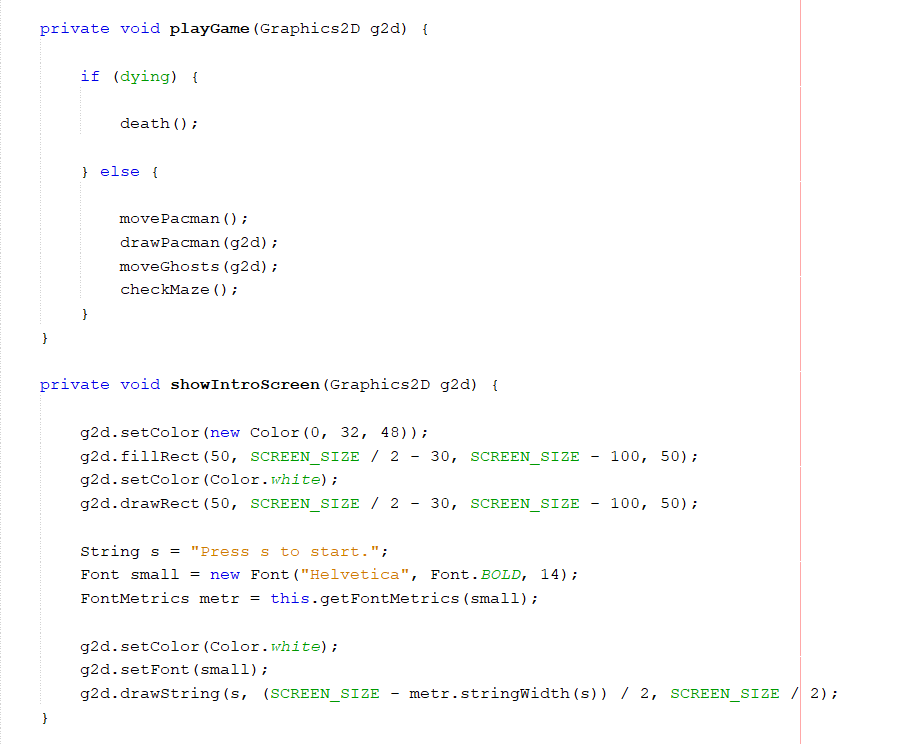 private void playGame(Graphics2D g2d) {
if (dying) {
death();
} else {
movePacman();
drawPacman(g2d);
moveGhosts(g2d);
checkMaze();
}
}
private void showIntroScreen(Graphics2D g2d) {
g2d.setColor(new Color(0, 32, 48));
g2d.fillRect(50, SCREEN_SIZE / 2 - 30, SCREEN_SIZE - 100, 50);
g2d.setColor(Color.white);
g2d.drawRect(50, SCREEN_SIZE / 2 - 30, SCREEN_SIZE - 100, 50);
String s = "Press s to start.";
Font small = new Font("Helvetica", Font.BOLD, 14);
FontMetrics metr = this.getFontMetrics(small);
g2d.setColor(Color.white);
g2d.setFont(small);
g2d.drawString(s, (SCREEN_SIZE - metr.stringWidth(s)) / 2, SCREEN_SIZE / 2);
}